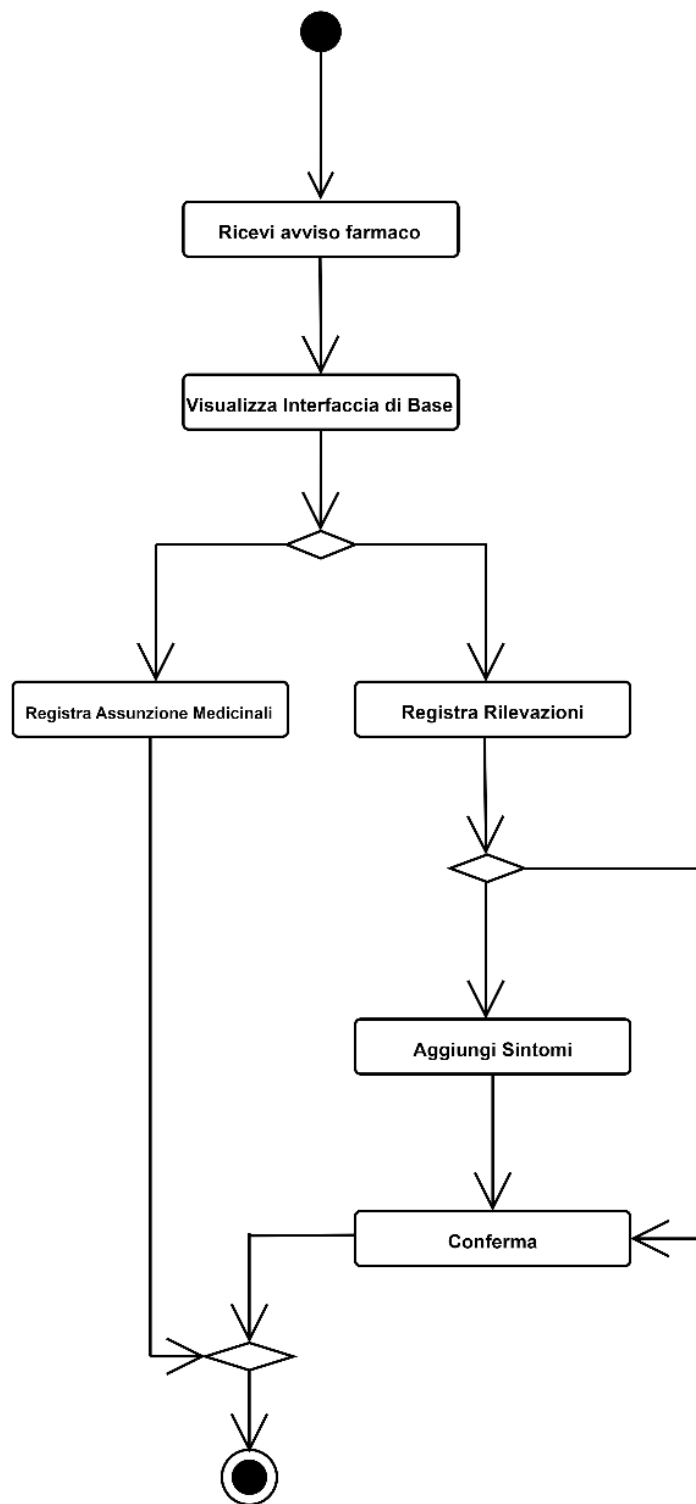 Ricevi avviso farmaco
Visualizza Interfaccia di Base
Registra Assunzione Medicinali
Registra Rilevazioni
Aggiungi Sintomi
Conferma